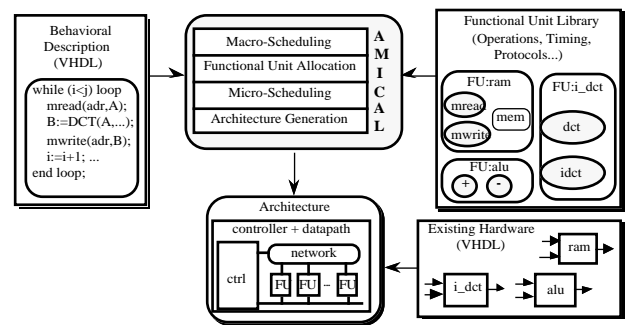 Behavioral
Description
(VHDL)
while (i<j) loop
mread(adr,A);
B:=DCT(A,...);
mwrite(adr,B);
i:=i+1; ...
end loop;
Macro-Scheduling
Functional Unit Allocation
Micro-Scheduling
Architecture Generation
A
M
I
C
A
L
Functional Unit Library
(Operations, Timing,
Protocols...)
FU:ram
mread
mem
mwrite
FU:alu
+ -
FU:i_dct
dct
idct
Architecture
controller + datapath
network
ctrl
FU FU ... FU
Existing Hardware
(VHDL)
ram
i_dct
alu